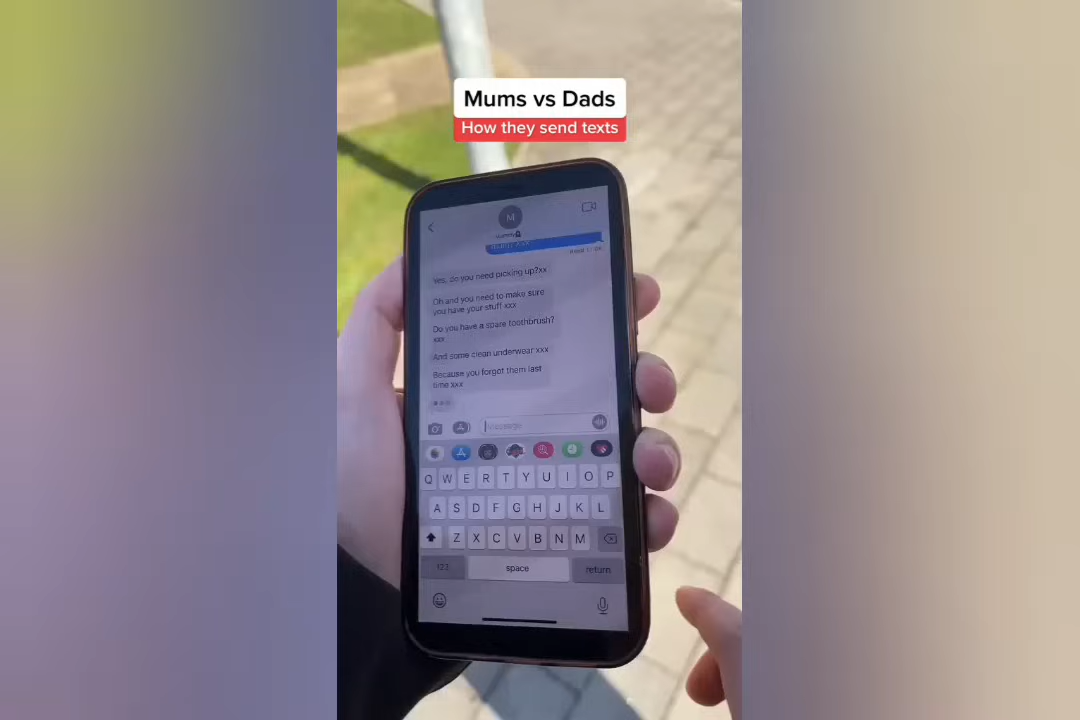 Mums vs Dads
How they send texts
M
Yes, do you need picking up?xx
Oh and you need to make sure
you have your stuff xxx
Do you have a spare toothbrush?
xxx
And some clean underwear xxx
Because you forgot them last
time xxx
Message
Q W E R T Y U I O P
A S D F G H J K L
Z X C V B N M
123 space return